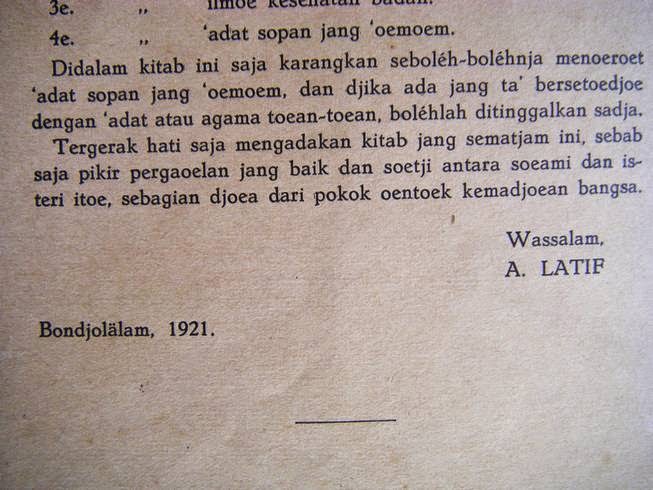 3e. „ ilmoe kesehatan badan.
4e. „ ‘adat sopan jang ‘oemoem.
Didalam kitab ini saja karangkan seboléh-boléhnja menoeroet
‘adat sopan jang ‘oemoem, dan djika ada jang ta’ bersetoedjoe
dengan ‘adat atau agama toean-toean, boléhlah ditinggalkan sadja.
Tergerak hati saja mengadakan kitab jang sematjam ini, sebab
saja pikir pergaoelan jang baik dan soetji antara soeami dan is-
teri itoe, sebagian djoea dari pokok oentoek kemadjoean bangsa.
Wassalam,
A. LATIF
Bondjolälam, 1921.